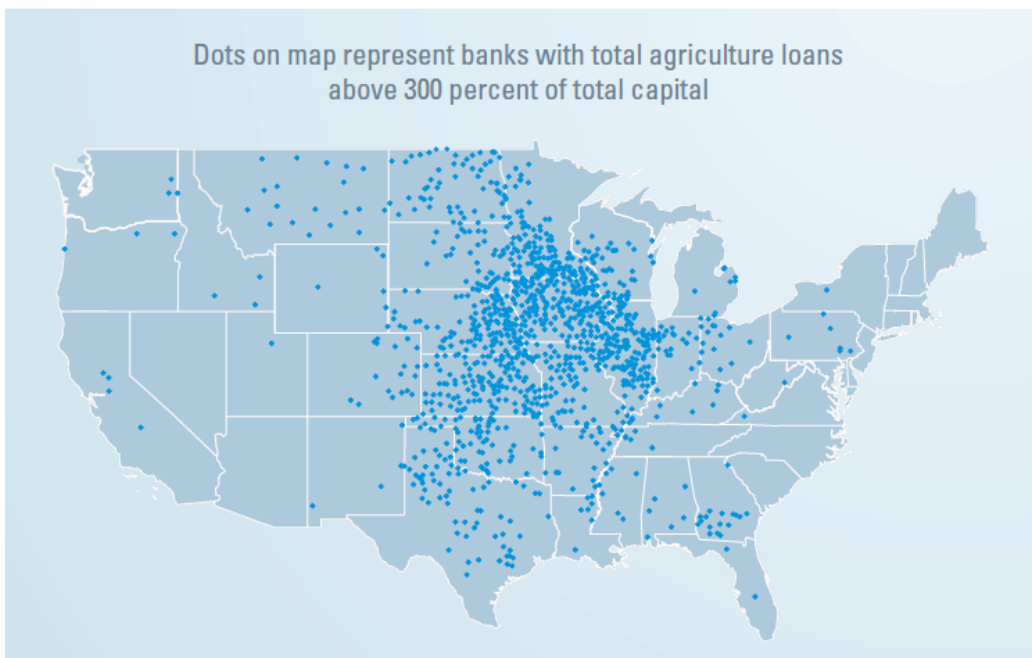 Dots on map represent banks with total agriculture loans
above 300 percent of total capital